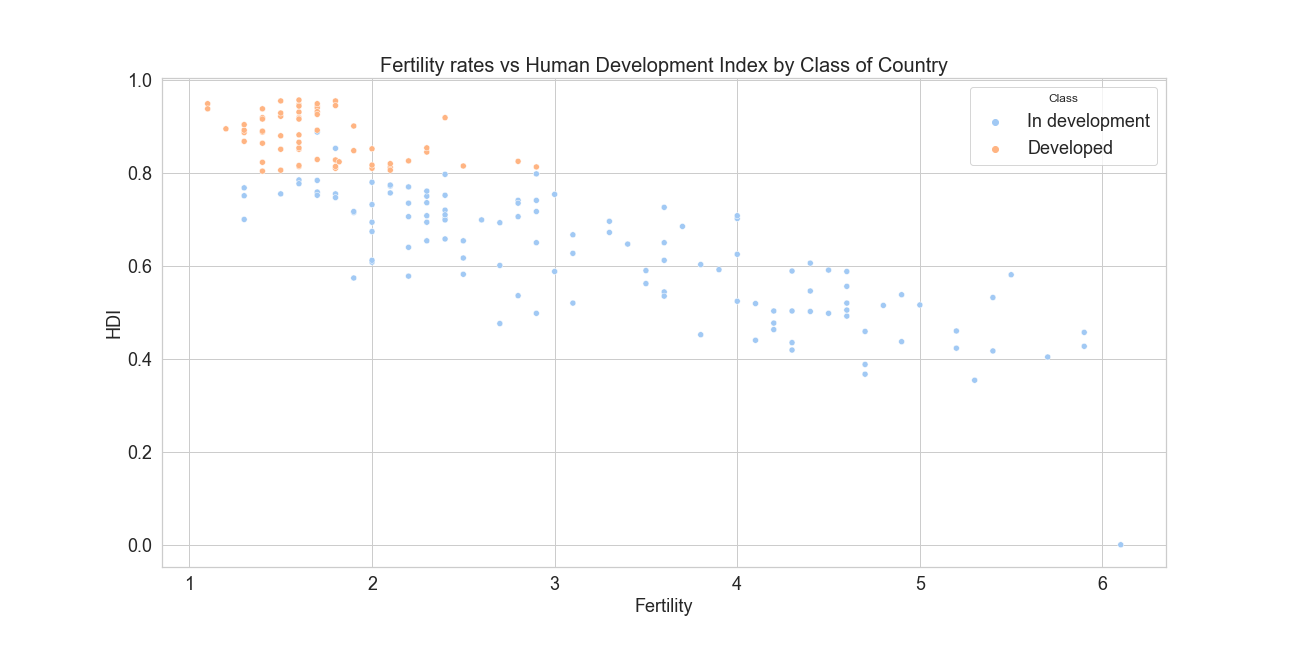 Fertility rates vs Human Development Index by Class of Country
1.0
0.8
0.6
0.4
0.2
0.0
HDI
Class
In development
Developed
1 2 3 4 5 6
Fertility